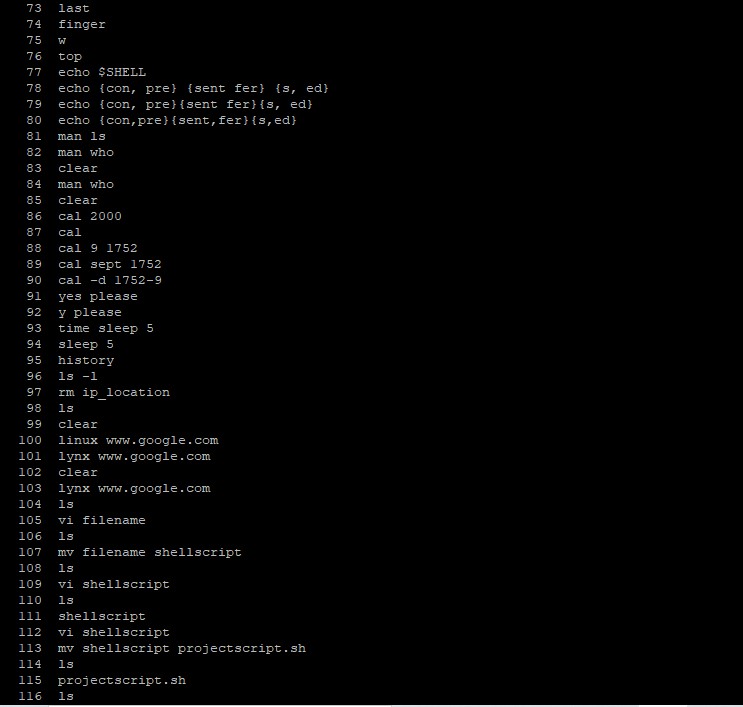 73 last
74 finger
75 w
76 top
77 echo $SHELL
78 echo {con, pre} {sent fer} {s, ed}
79 echo {con, pre}{sent fer}{s, ed}
80 echo {con,pre}{sent,fer}{s,ed}
81 man ls
82 man who
83 clear
84 man who
85 clear
86 cal 2000
87 cal
88 cal 9 1752
89 cal sept 1752
90 cal -d 1752-9
91 yes please
92 y please
93 time sleep 5
94 sleep 5
95 history
96 ls -l
97 rm ip_location
98 ls
99 clear
100 linux www.google.com
101 lynx www.google.com
102 clear
103 lynx www.google.com
104 ls
105 vi filename
106 ls
107 mv filename shellscript
108 ls
109 vi shellscript
110 ls
111 shellscript
112 vi shellscript
113 mv shellscript projectscript.sh
114 ls
115 projectscript.sh
116 ls